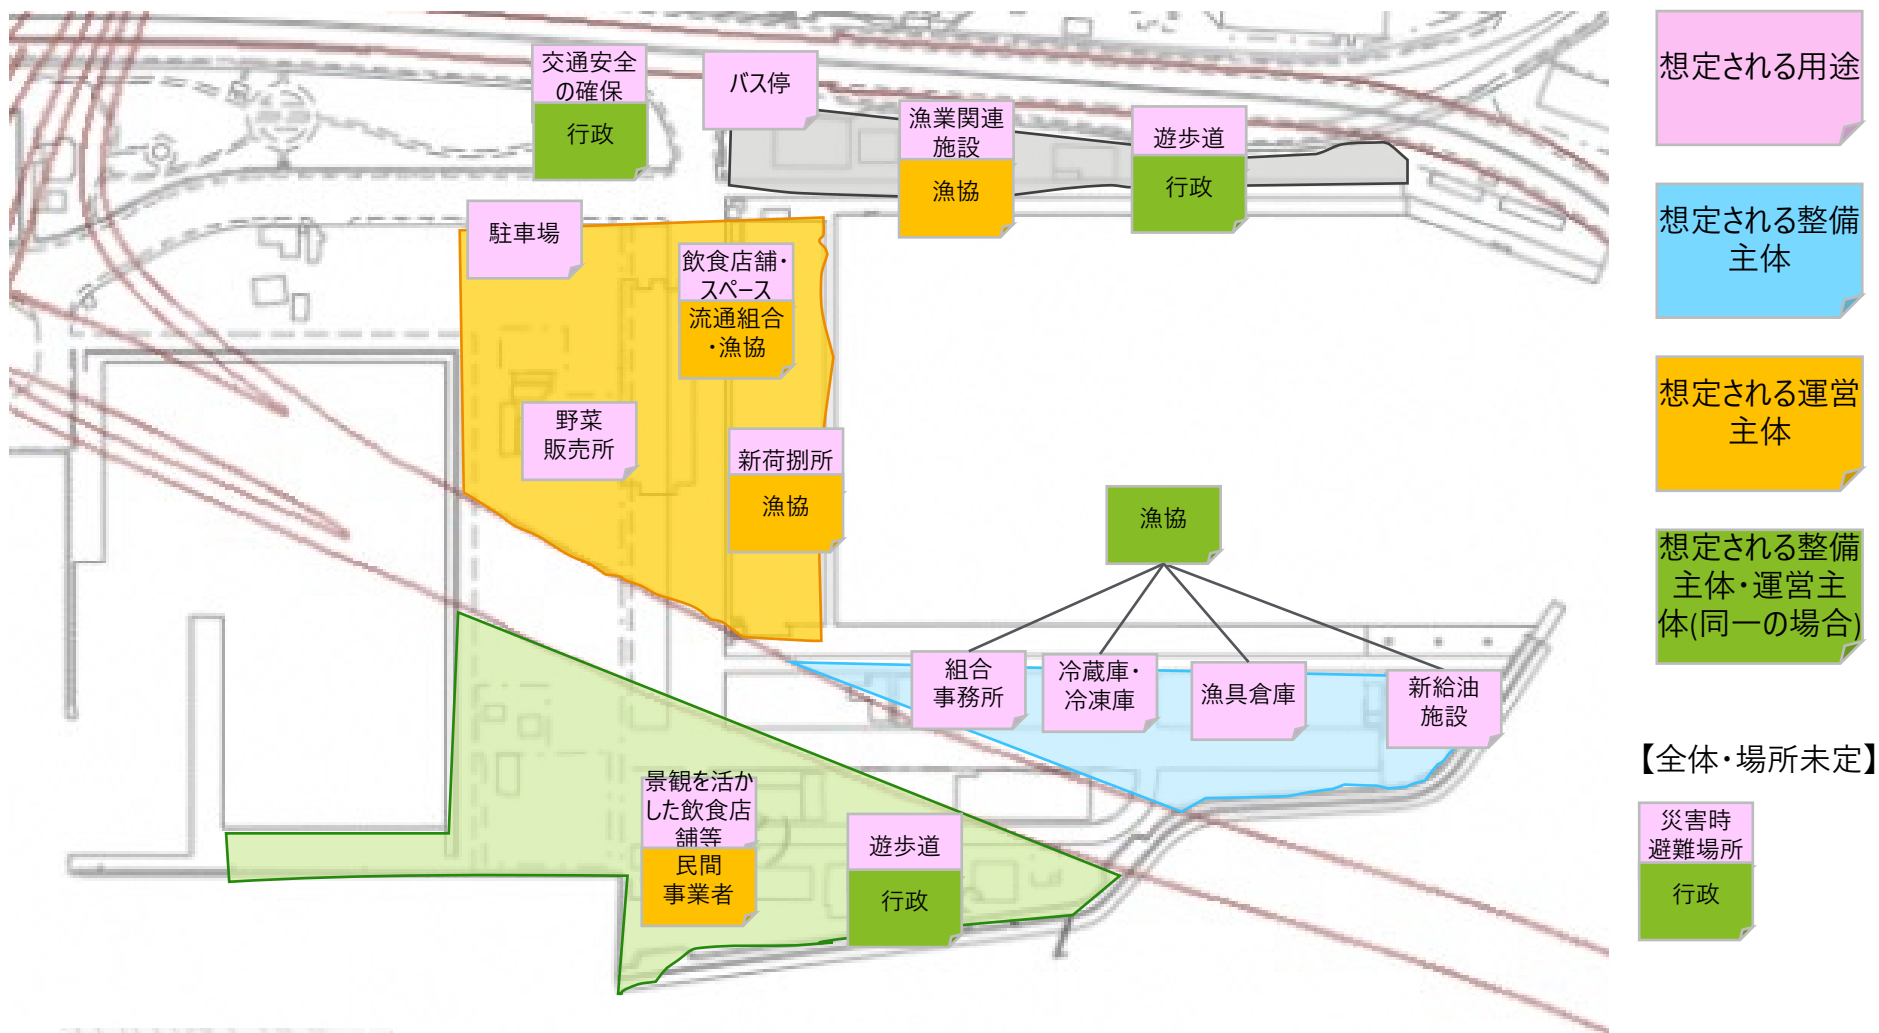 交通安全
の確保
行政
バス停
漁業関連
施設
漁協
遊歩道
行政
駐車場
飲食店舗・
スペース
流通組合
・漁協
野菜
販売所
新荷捌所
漁協
漁協
組合
事務所
冷蔵庫・
冷凍庫
漁具倉庫
新給油
施設
景観を活か
した飲食店
舗等
民間
事業者
遊歩道
行政
想定される用途
想定される整備
主体
想定される運営
主体
想定される整備
主体・運営主
体(同一の場合)
【全体・場所未定】
災害時
避難場所
行政